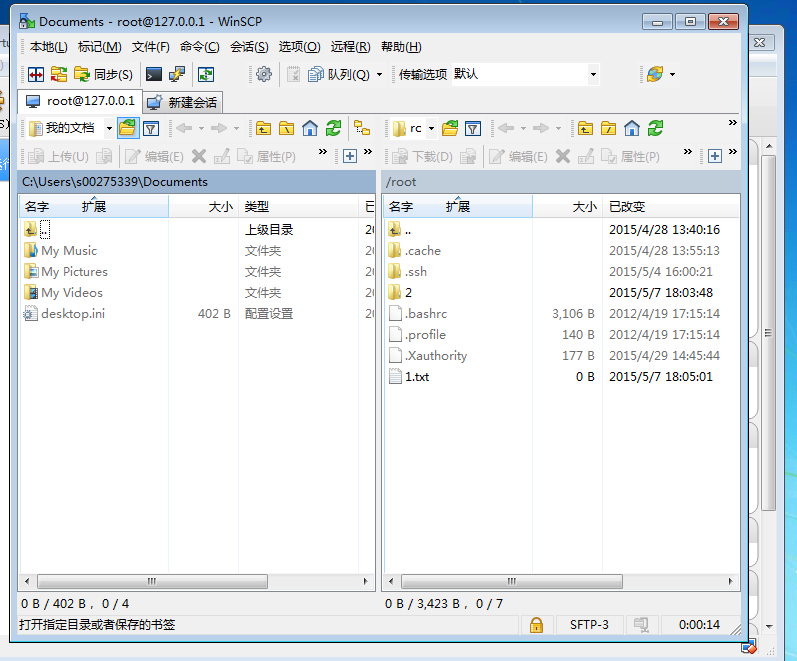 Documents - root@127.0.0.1 - WinSCP
本地(L) 标记(M) 文件(F) 命令(C) 会话(S) 选项(O) 远程(R) 帮助(H)
同步(S) 队列(Q) 传输选项 默认
root@127.0.0.1 新建会话
我的文档 rc
上传(U) 编辑(E) 属性(P) 下载(D) 编辑(E) 属性(P)
C:\Users\s00275339\Documents /root
名字 扩展 大小 类型 名字 扩展 大小 已改变
.. 上级目录 .. 2015/4/28 13:40:16
My Music 文件夹 .cache 2015/4/28 13:55:13
My Pictures 文件夹 .ssh 2015/5/4 16:00:21
My Videos 文件夹 2 2015/5/7 18:03:48
desktop.ini 402 B 配置设置 .bashrc 3,106 B 2012/4/19 17:15:14
.profile 140 B 2012/4/19 17:15:14
.Xauthority 177 B 2015/4/29 14:45:44
1.txt 0 B 2015/5/7 18:05:01
0 B / 402 B， 0 / 4 0 B / 3,423 B， 0 / 7
打开指定目录或者保存的书签 SFTP-3 0:00:14